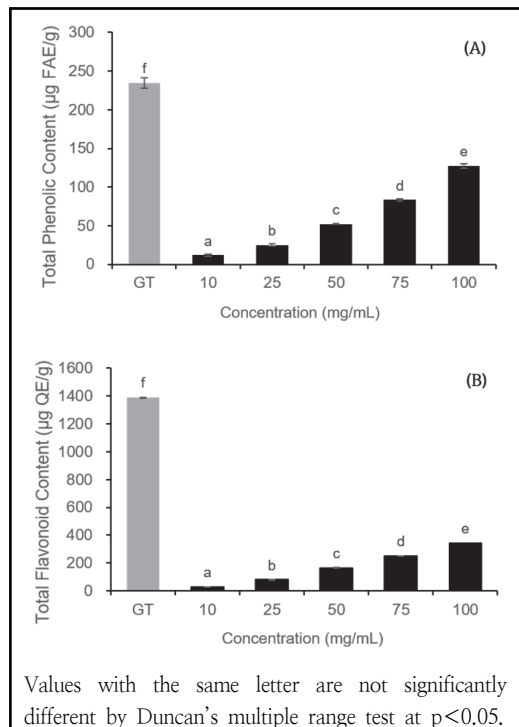 300
(A)
f
250
200
150
e
100
d
c
50
b
a
0
GT 10 25 50 75 100
Concentration (mg/mL)
Total Phenolic Content (µg FAE/g)
1600
f
(B)
1400
1200
1000
800
600
e
400
d
c
200
b
a
0
GT 10 25 50 75 100
Concentration (mg/mL)
Total Flavonoid Content (µg QE/g)
Values with the same letter are not significantly
different by Duncan’s multiple range test at p<0.05.